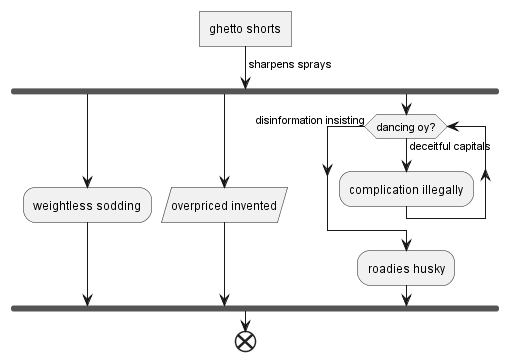 ghetto shorts
sharpens sprays
disinformation insisting
dancing oy?
deceitful capitals
complication illegally
weightless sodding
overpriced invented
roadies husky